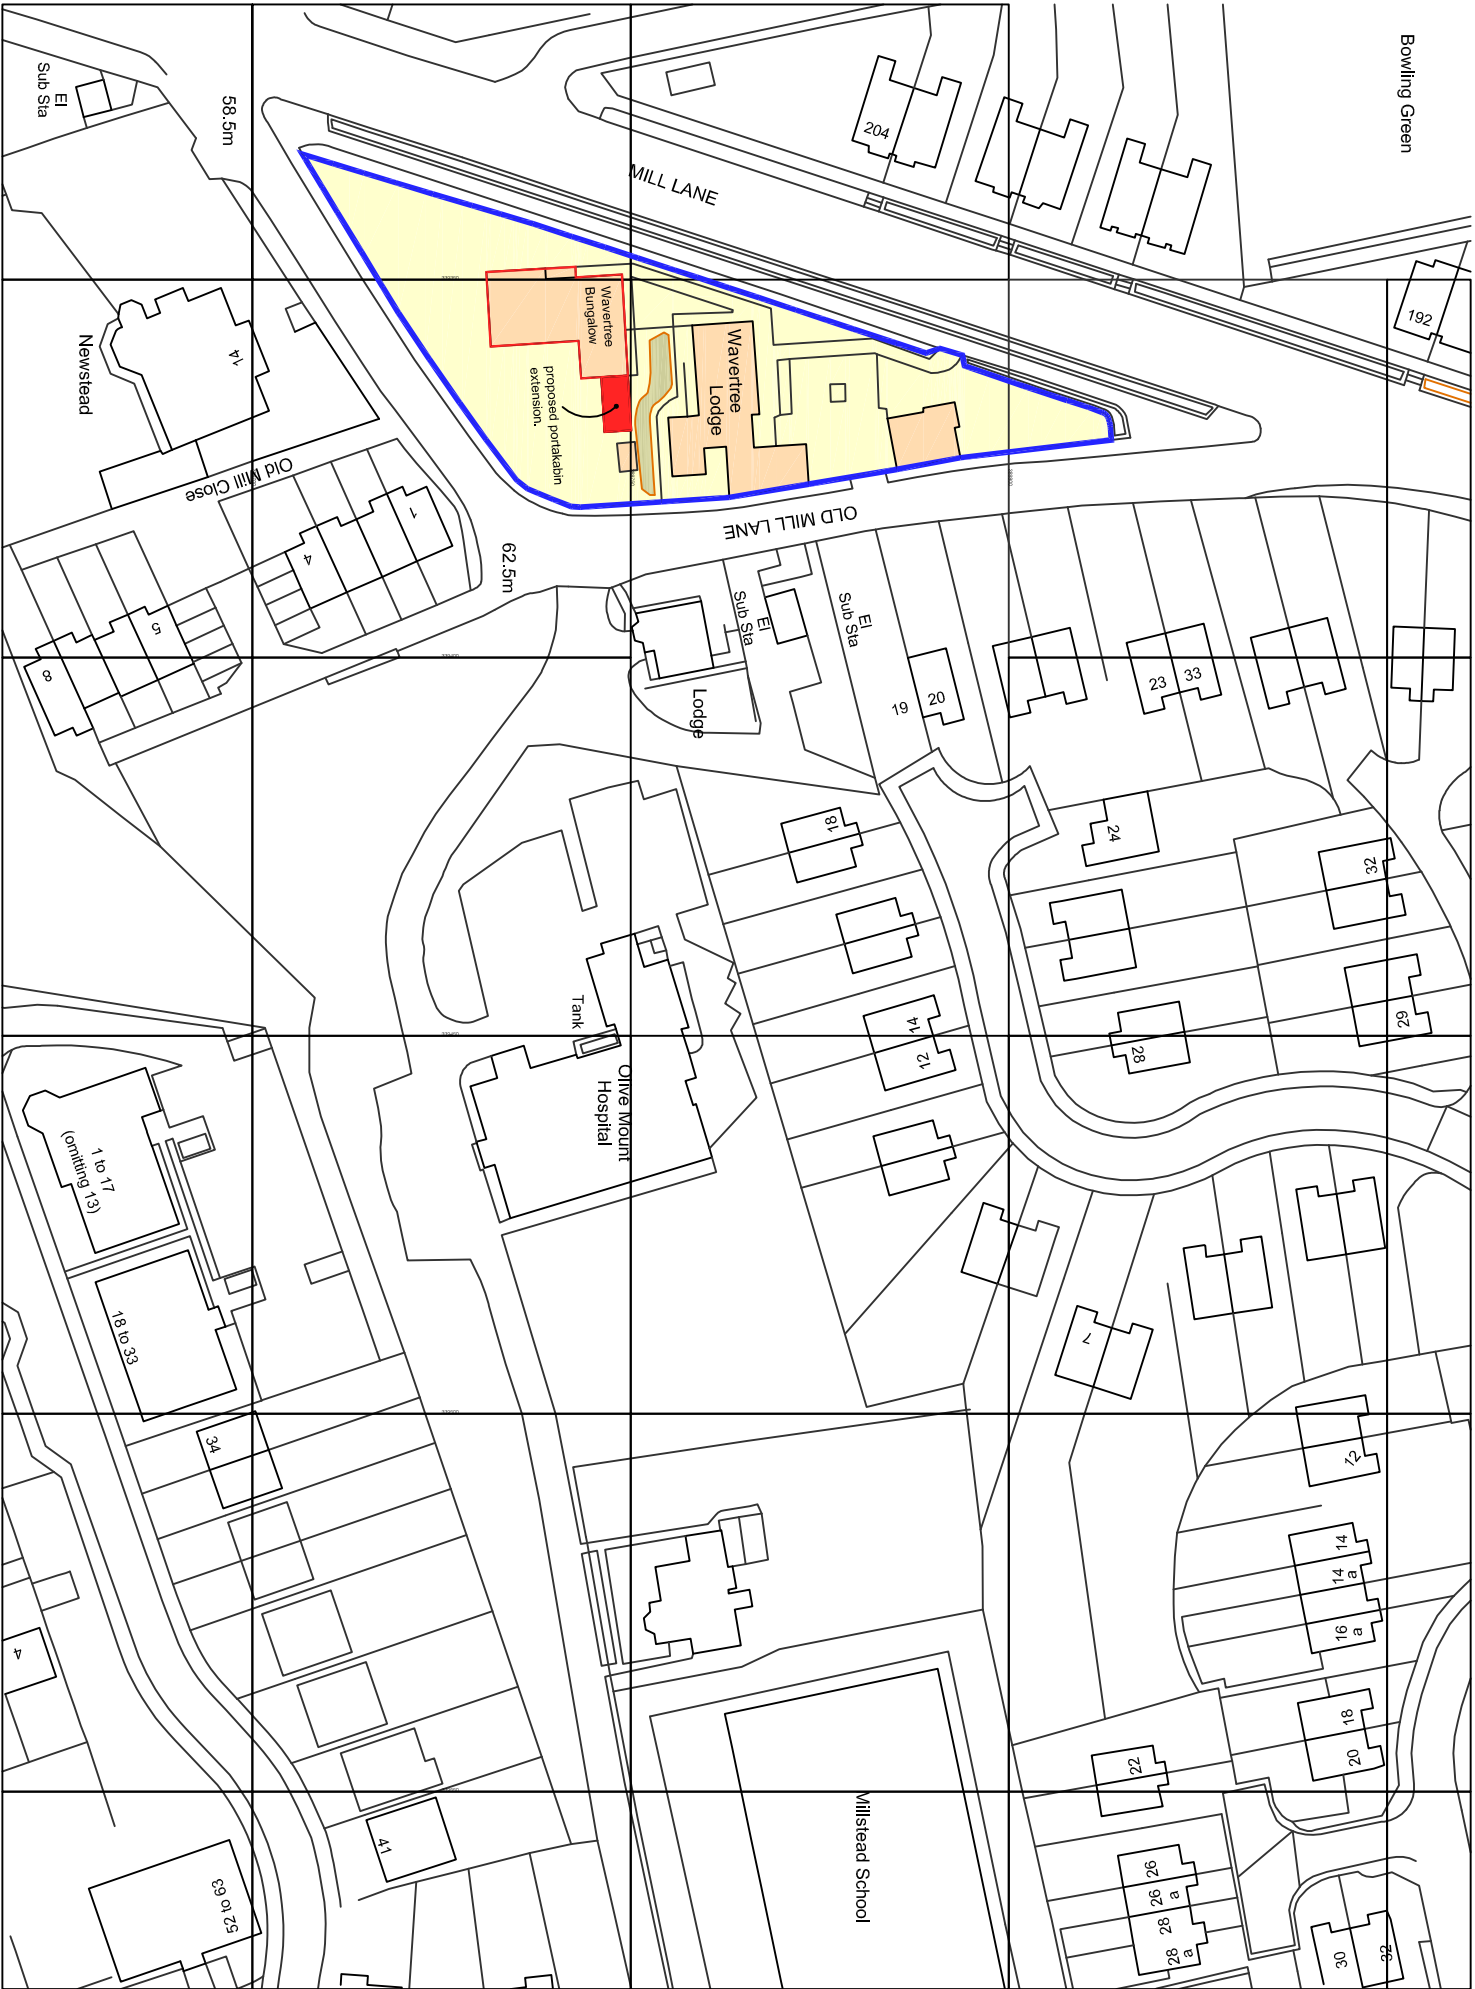 Bowling Green
El
Sub Sta
58.5m
204
MILL LANE
192
Wavertree
Bungalow
Wavertree
Lodge
proposed portakabin
extension.
Newstead
14
Old Mill Close
OLD MILL LANE
1
4
5
8
62.5m
El
Sub Sta
El
Sub Sta
Lodge
19
20
23
33
18
24
32
14
12
29
28
Tank
Olive Mount
Hospital
1 to 17
(omitting 13)
18 to 33
7
34
12
14
14
a
16
a
18
20
4
22
Millstead School
41
52 to 63
26
26
a
28
28
a
30
32